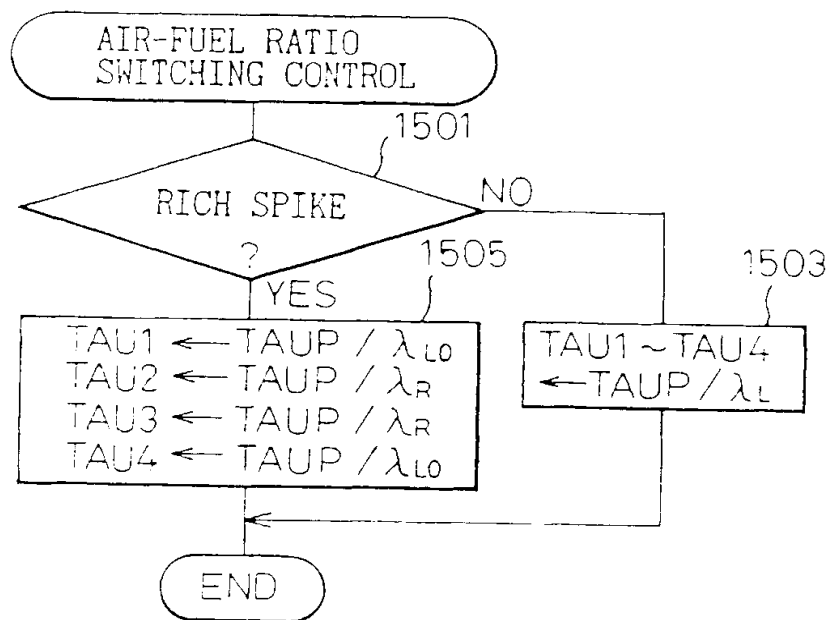 AIR-FUEL RATIO
SWITCHING CONTROL
1501
RICH SPIKE
?
NO
YES
1505
TAU1 ← TAUP / λLO
TAU2 ← TAUP / λR
TAU3 ← TAUP / λR
TAU4 ← TAUP / λLO
1503
TAU1 ~ TAU4
← TAUP / λL
END